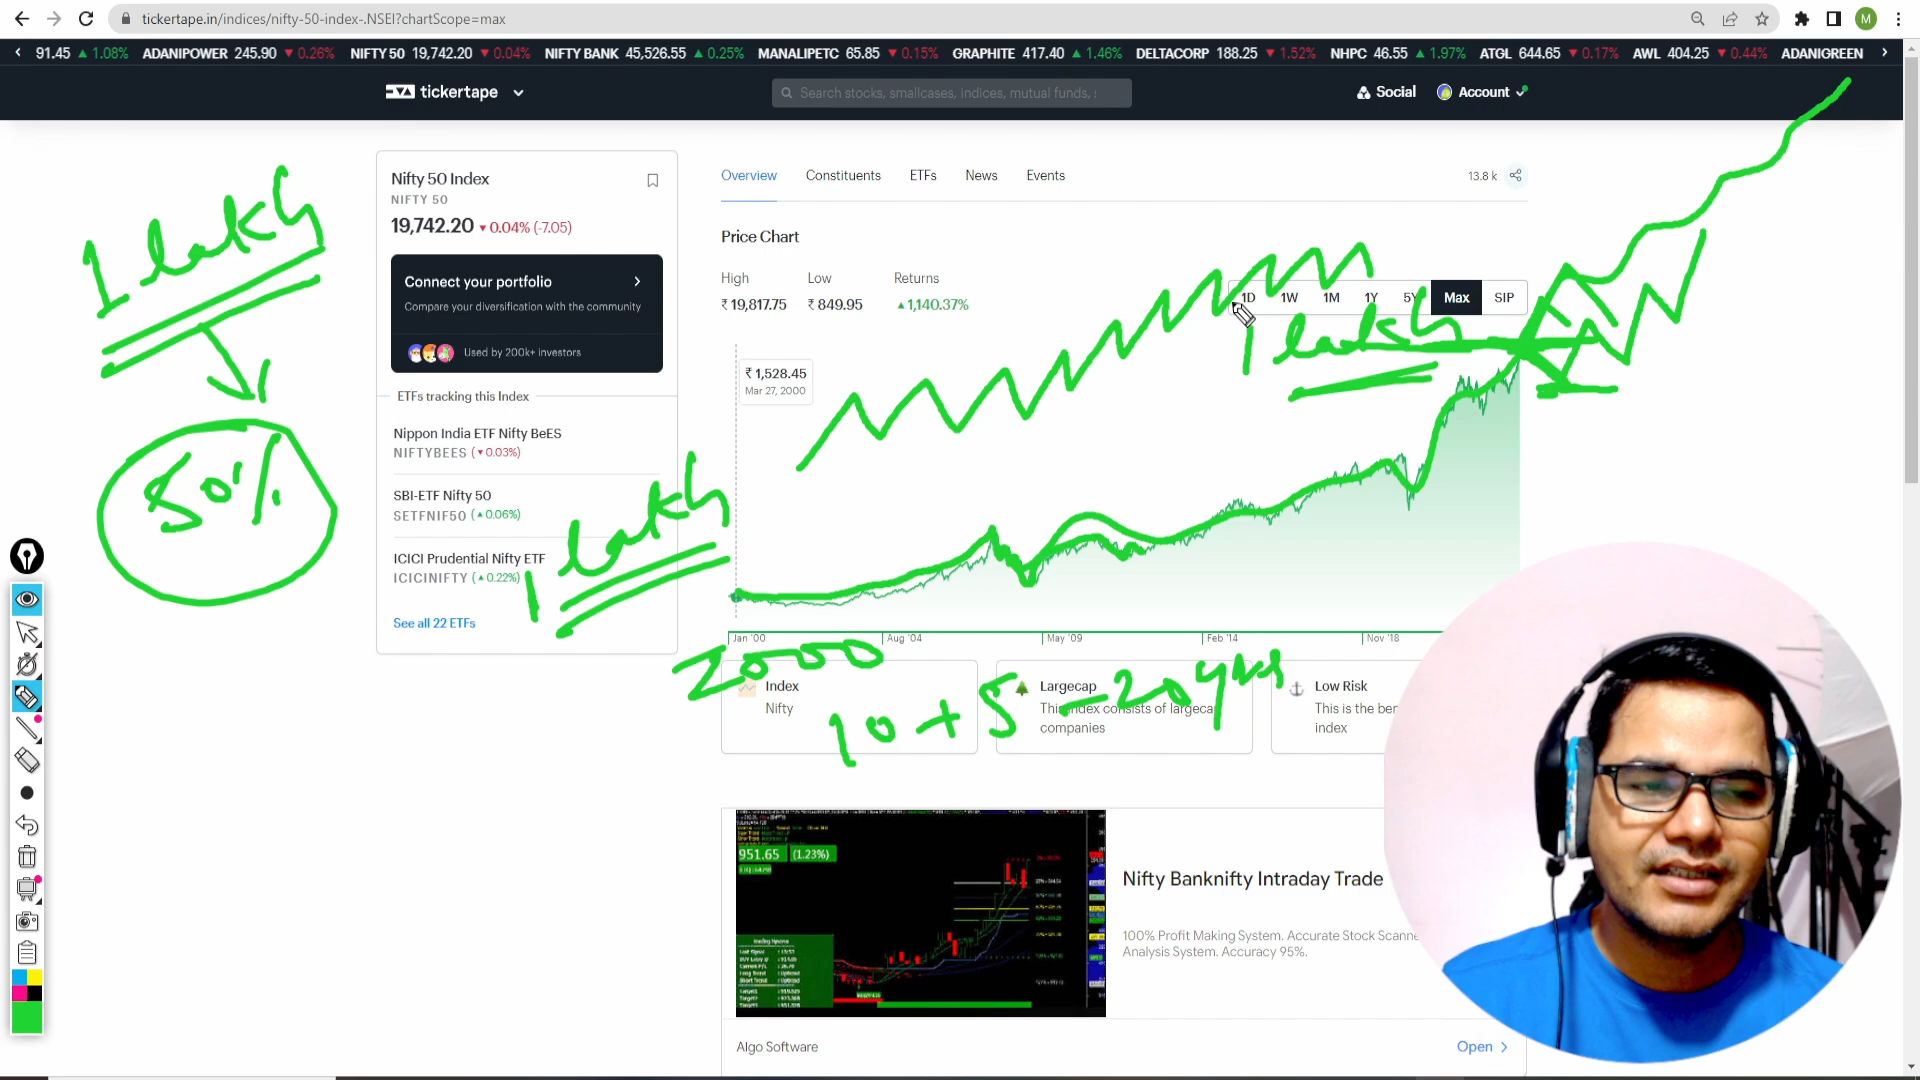 tickertape.in/indices/nifty-50-index-.NSEI?chartScope=max
M
91.45 ▲ 1.08% ADANIPOWER 245.90 ▼ 0.26% NIFTY 50 19,742.20 ▼ 0.04% NIFTY BANK 45,526.55 ▲ 0.25% MANALIPETC 65.85 ▼ 0.15% GRAPHITE 417.40 ▲ 1.46% DELTACORP 188.25 ▼ 1.52% NHPC 46.55 ▲ 1.97% ATGL 644.65 ▼ 0.17% AWL 404.25 ▼ 0.44% ADANIGREEN
tickertape
Search stocks, smallcases, indices, mutual funds,
Social
Account
1 lakh
50%
Nifty 50 Index
NIFTY 50
19,742.20 ▼ 0.04% (-7.05)
Connect your portfolio
Compare your diversification with the community
Used by 200k+ investors
ETFs tracking this Index
Nippon India ETF Nifty BeES
NIFTYBEES (▼0.03%)
SBI-ETF Nifty 50
SETFNIF50 (▲0.06%)
ICICI Prudential Nifty ETF
ICICINIFTY (▲0.22%)
See all 22 ETFs
1 lakh
Overview Constituents ETFs News Events
13.8 k
Price Chart
High Low Returns
₹ 19,817.75 ₹ 849.95 ▲1,140.37%
1D 1W 1M 1Y 5Y Max SIP
1 lakh
₹ 1,528.45
Mar 27, 2000
Jan '00 Aug '04 May '09 Feb '14 Nov '18
2000
10 + 5 - 20 yrs
Index
Nifty
Largecap
This index consists of largecap
companies
Low Risk
This is the ber
index
951.65 (1.23%)
Nifty Banknifty Intraday Trade
100% Profit Making System. Accurate Stock Scanne
Analysis System. Accuracy 95%.
Algo Software
Open